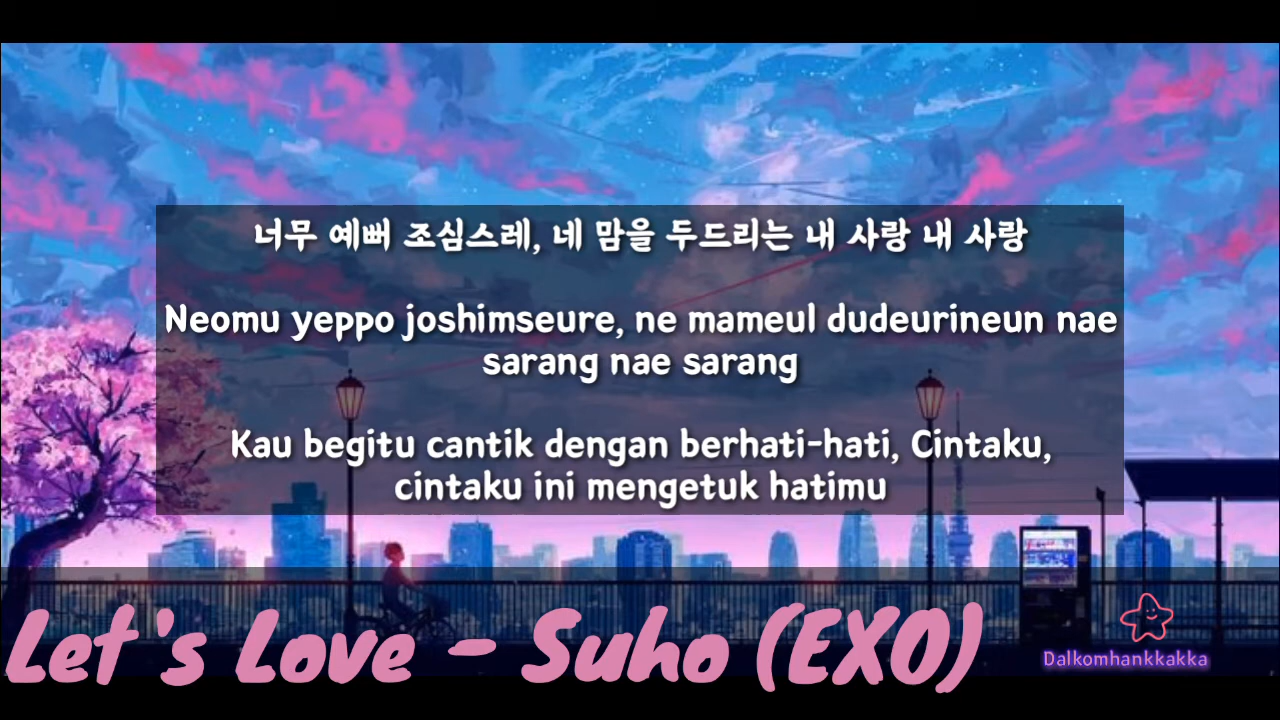 너무 예뻐 조심스레, 네 맘을 두드리는 내 사랑 내 사랑
Neomu yeppo joshimseure, ne mameul dudeurineun nae
sarang nae sarang
Kau begitu cantik dengan berhati-hati, Cintaku,
cintaku ini mengetuk hatimu
Let's Love - Suho (EXO)
Dalkomhankkakka